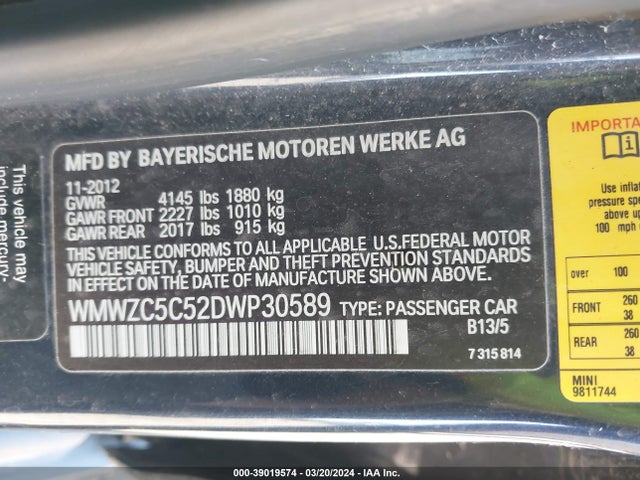 This vehicle may
include mercury-
MFD BY BAYERISCHE MOTOREN WERKE AG
11-2012
GVWR 4145 lbs 1880 kg
GAWR FRONT 2227 lbs 1010 kg
GAWR REAR 2017 lbs 915 kg
THIS VEHICLE CONFORMS TO ALL APPLICABLE U.S.FEDERAL MOTOR
VEHICLE SAFETY, BUMPER AND THEFT PREVENTION STANDARDS
IN EFFECT ON DATE OF MANUFACTURE SHOWN ABOVE.
WMWZC5C52DWP30589 TYPE: PASSENGER CAR
B13/5
7 315 814
IMPORTA
Use inflat
pressure spe
above up
100 mph
over 100
FRONT 260
38
REAR 260
38
MINI
9811744
000-39019574 | 03/20/2024 | IAA Inc.